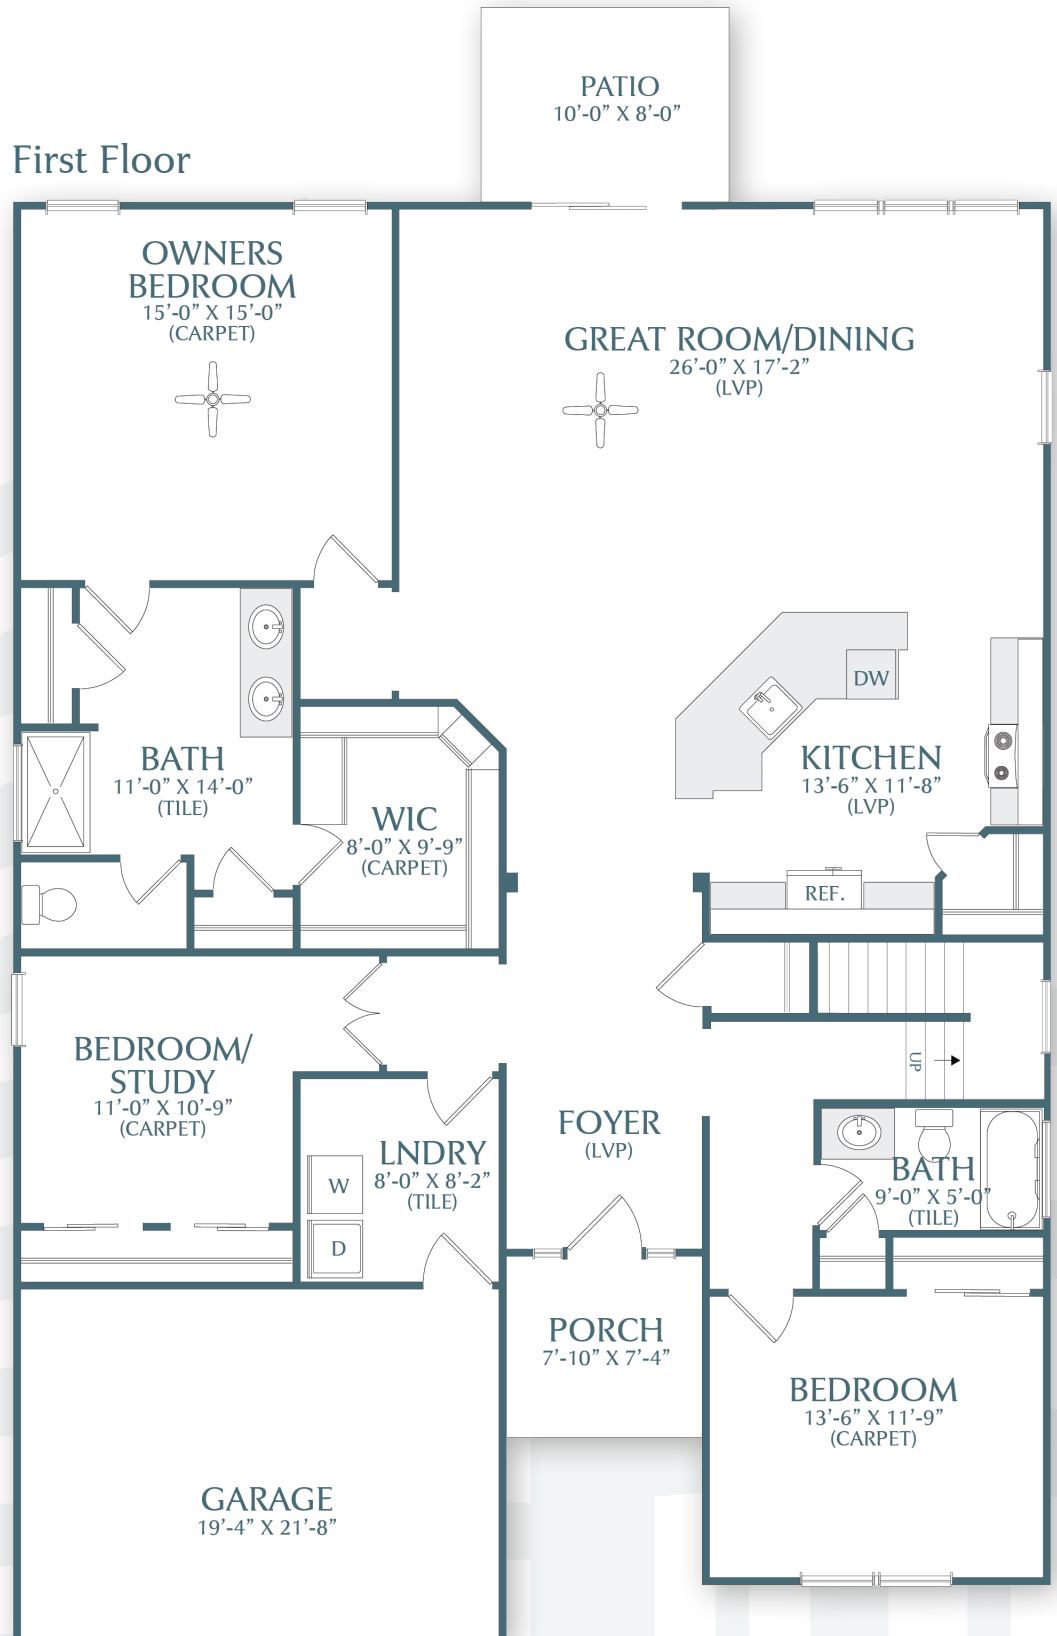 PATIO
10'-0" X 8'-0"
First Floor
OWNERS
BEDROOM
15'-0" X 15'-0"
(CARPET)
GREAT ROOM/DINING
26'-0" X 17'-2"
(LVP)
DW
KITCHEN
13'-6" X 11'-8"
(LVP)
BATH
11'-0" X 14'-0"
(TILE)
WIC
8'-0" X 9'-9"
(CARPET)
REF.
BEDROOM/
STUDY
11'-0" X 10'-9"
(CARPET)
UP
FOYER
(LVP)
LNDRY
8'-0" X 8'-2"
(TILE)
W
D
BATH
9'-0" X 5'-0"
(TILE)
PORCH
7'-10" X 7'-4"
BEDROOM
13'-6" X 11'-9"
(CARPET)
GARAGE
19'-4" X 21'-8"